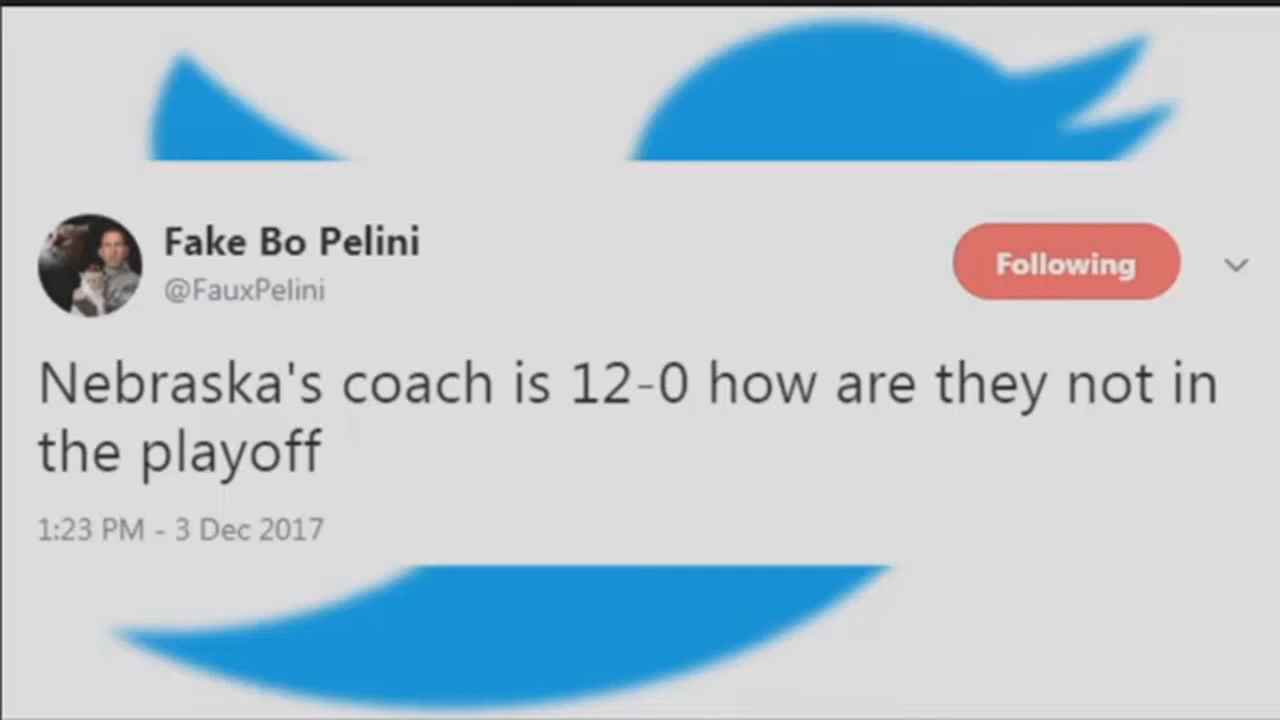 Fake Bo Pelini
@FauxPelini
Following
Nebraska's coach is 12-0 how are they not in
the playoff
1:23 PM - 3 Dec 2017